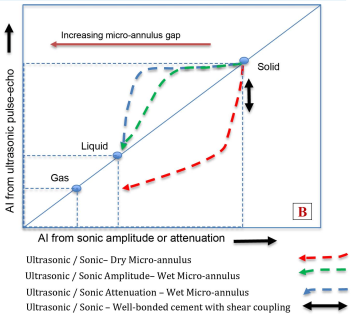 Increasing micro-annulus gap
Solid
Liquid
Gas
B
AI from ultrasonic pulse-echo
AI from sonic amplitude or attenuation
Ultrasonic / Sonic– Dry Micro-annulus
Ultrasonic / Sonic Amplitude– Wet Micro-annulus
Ultrasonic / Sonic Attenuation – Wet Micro-annulus
Ultrasonic / Sonic – Well-bonded cement with shear coupling